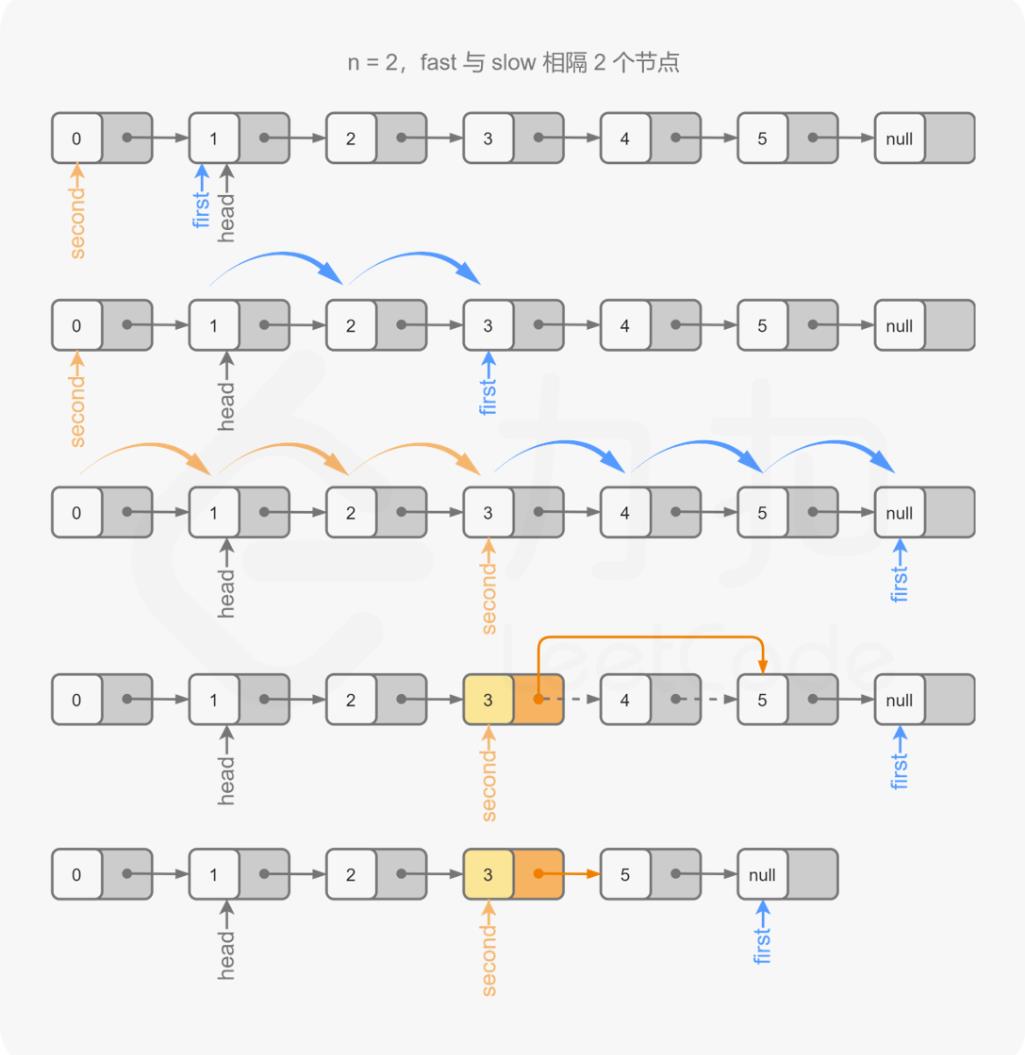 n = 2，fast 与 slow 相隔 2 个节点
0 1 2 3 4 5 null
second first head
0 1 2 3 4 5 null
second head first
0 1 2 3 4 5 null
head second first
力扣
LeetCode
0 1 2 3 4 5 null
head second first
0 1 2 3 5 null
head second first